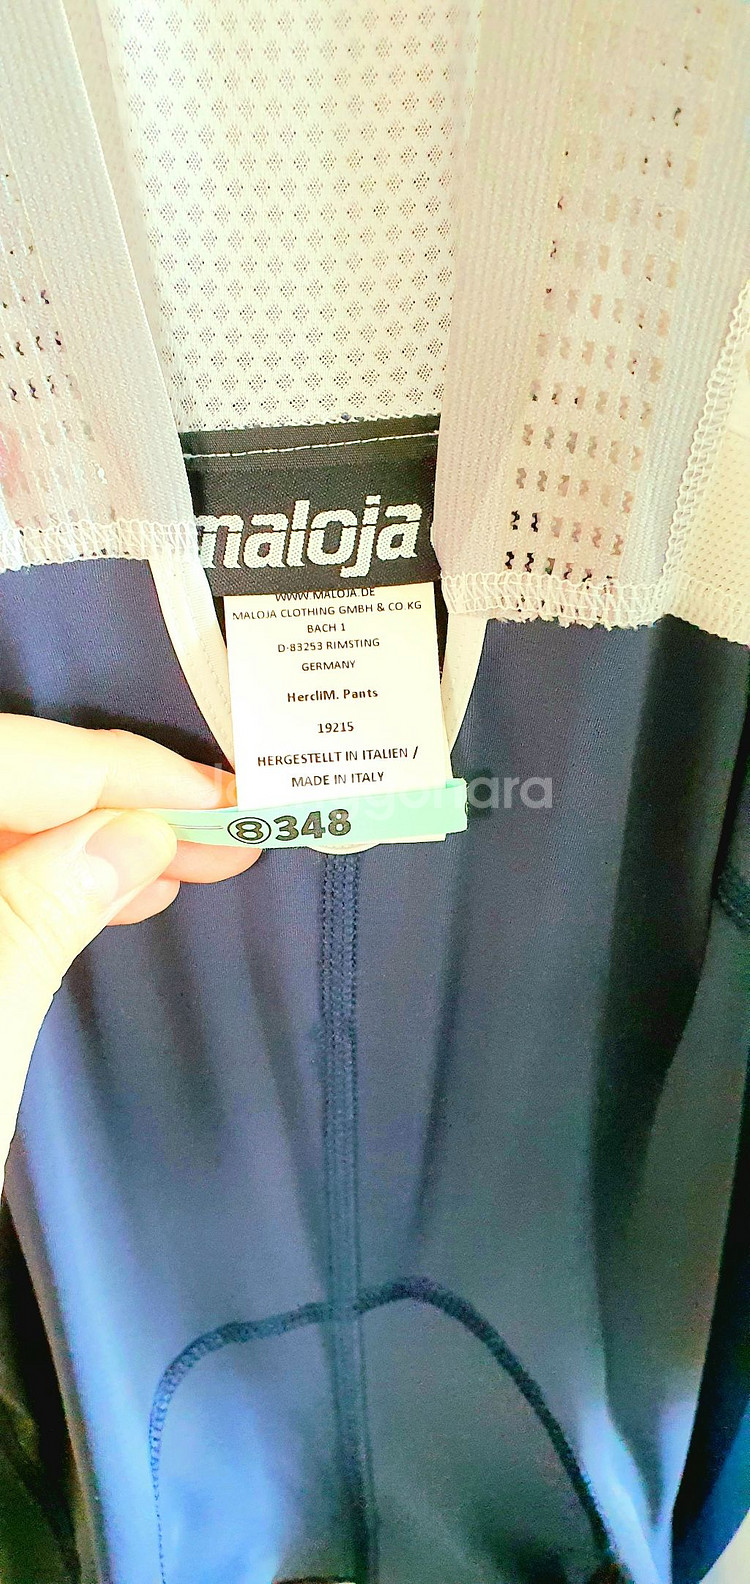 maloja
WWW.MALOJA.DE
MALOJA CLOTHING GMBH & CO.KG
BACH 1
D-83253 RIMSTING
GERMANY
HercliM. Pants
19215
HERGESTELLT IN ITALIEN /
MADE IN ITALY
⑧348